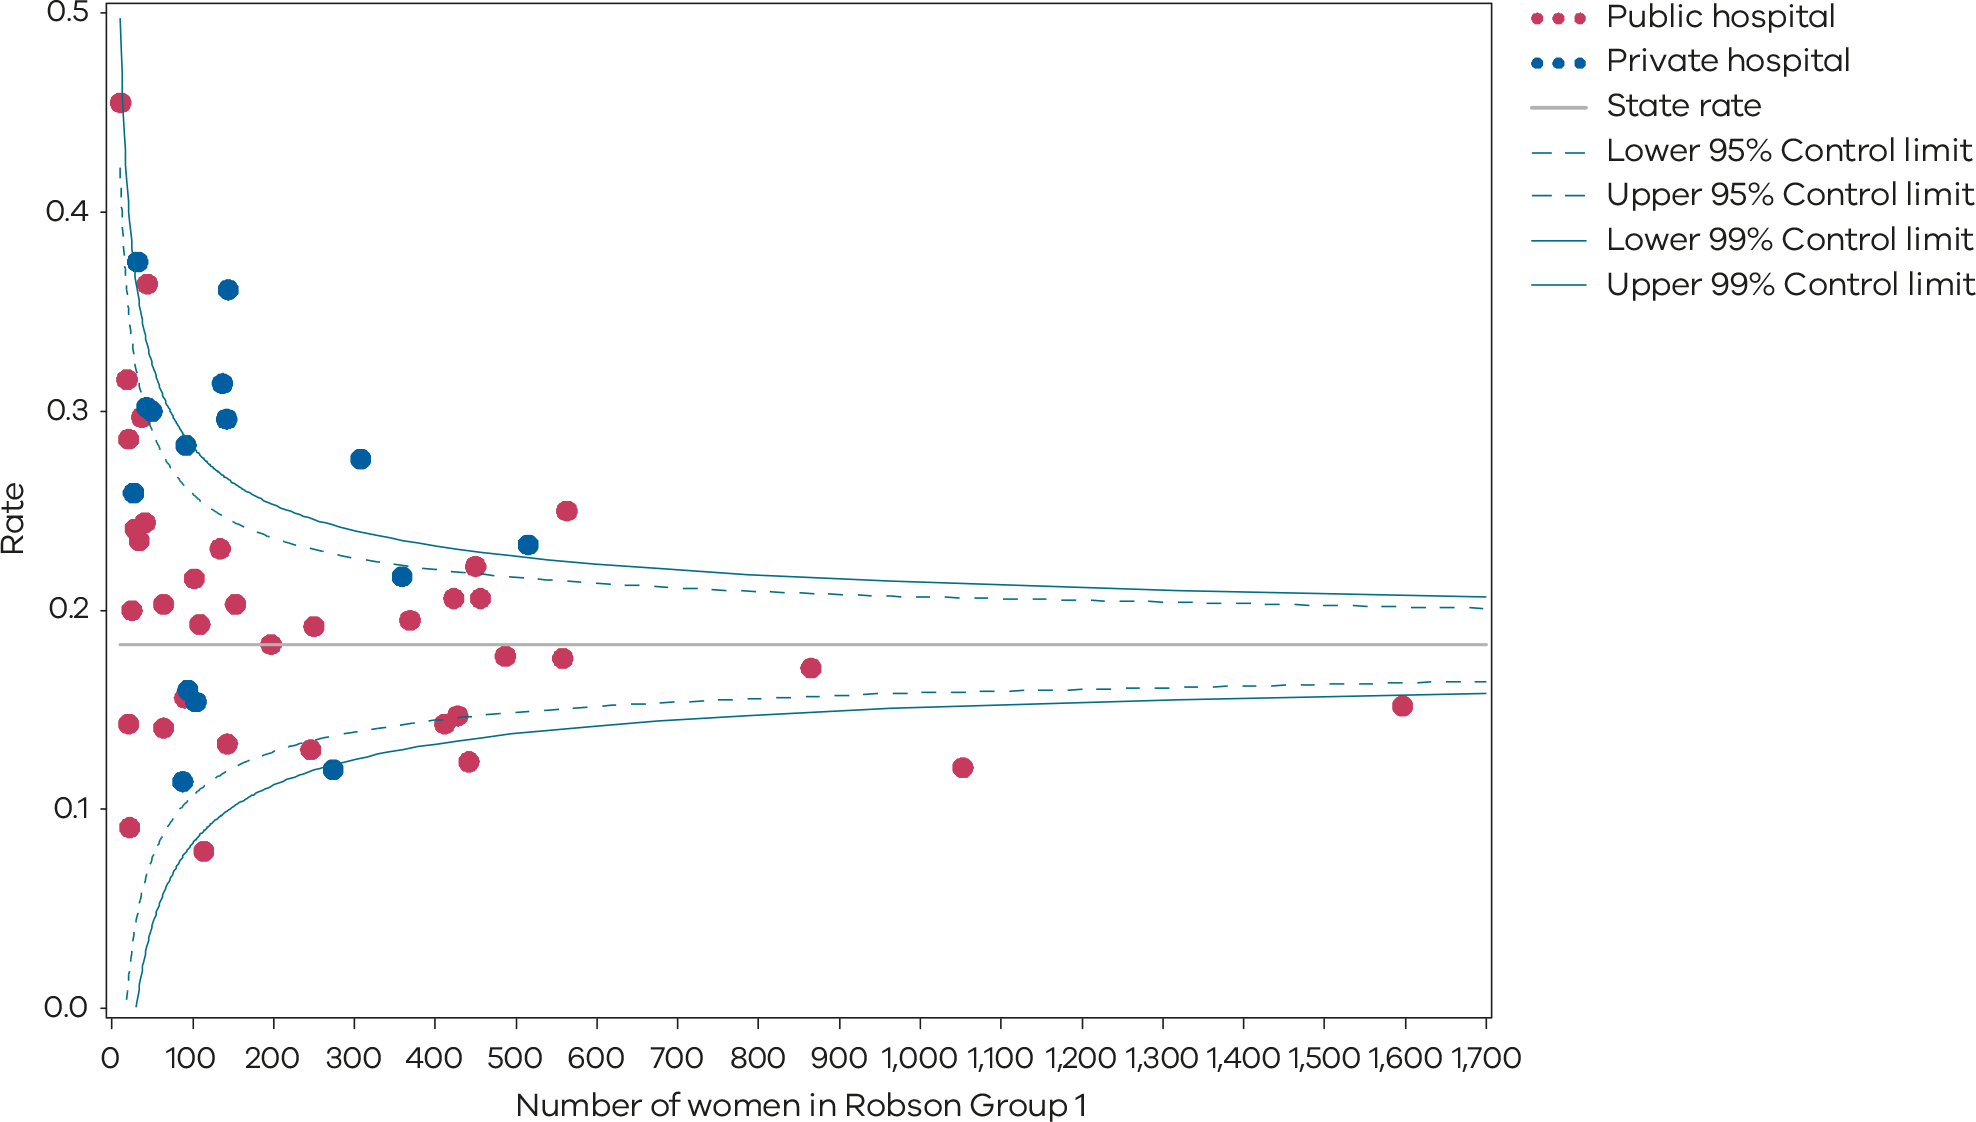 0.5
0.4
0.3
0.2
0.1
0.0
Rate
0 100 200 300 400 500 600 700 800 900 1,000 1,100 1,200 1,300 1,400 1,500 1,600 1,700
Number of women in Robson Group 1
Public hospital
Private hospital
State rate
Lower 95% Control limit
Upper 95% Control limit
Lower 99% Control limit
Upper 99% Control limit